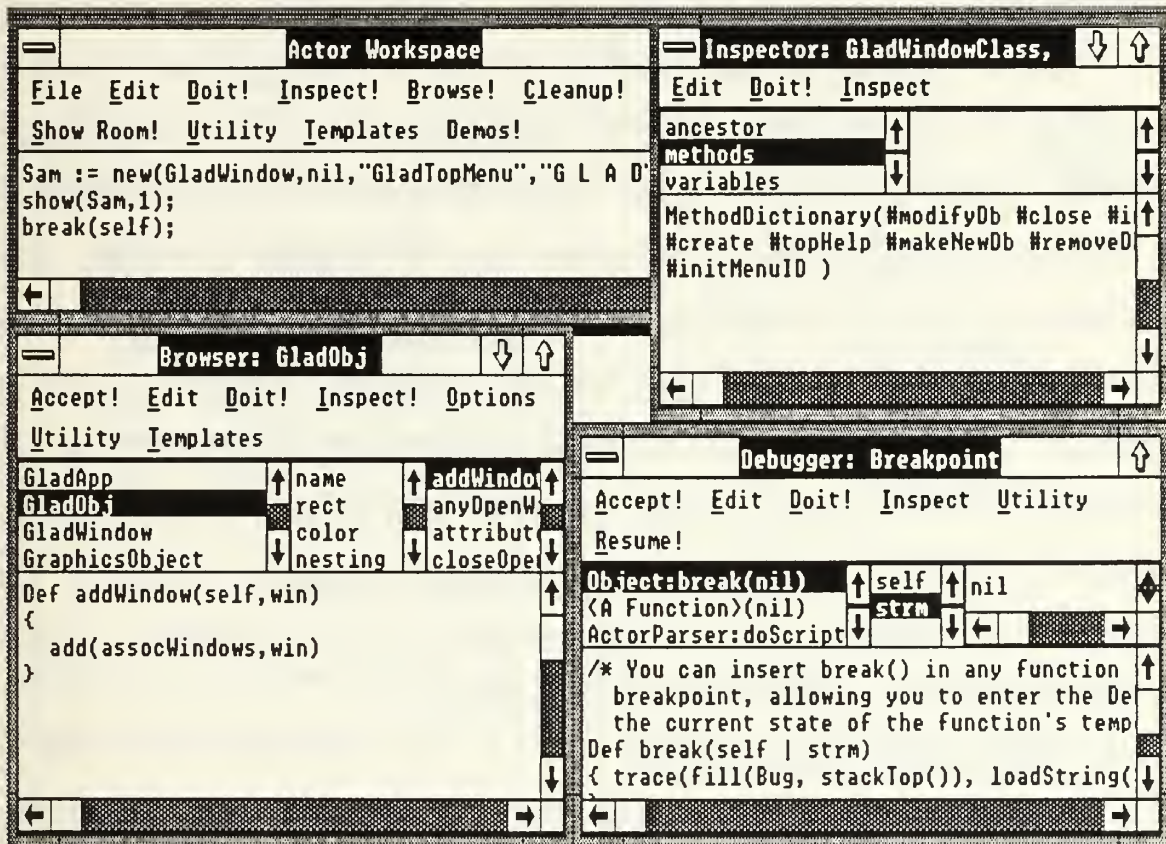 Actor Workspace
File Edit Doit! Inspect! Browse! Cleanup!
Show Room! Utility Templates Demos!
Sam := new(GladWindow,nil,"GladTopMenu","G L A D"
show(Sam,1);
break(self);
Inspector: GladWindowClass,
Edit Doit! Inspect
ancestor
methods
variables
MethodDictionary(#modifyDb #close #i
#create #topHelp #makeNewDb #removeD
#initMenuID )
Browser: GladObj
Accept! Edit Doit! Inspect! Options
Utility Templates
GladApp
GladObj
GladWindow
GraphicsObject
name
rect
color
nesting
addWindow
anyOpenW
attribute
closeOpen
Def addWindow(self,win)
{
add(assocWindows,win)
}
Debugger: Breakpoint
Accept! Edit Doit! Inspect Utility
Resume!
Object:break(nil)
<A Function>(nil)
ActorParser:doScript
self
strm
nil
/* You can insert break() in any function
breakpoint, allowing you to enter the De
the current state of the function's temp
Def break(self | strm)
{ trace(fill(Bug, stackTop()), loadString(